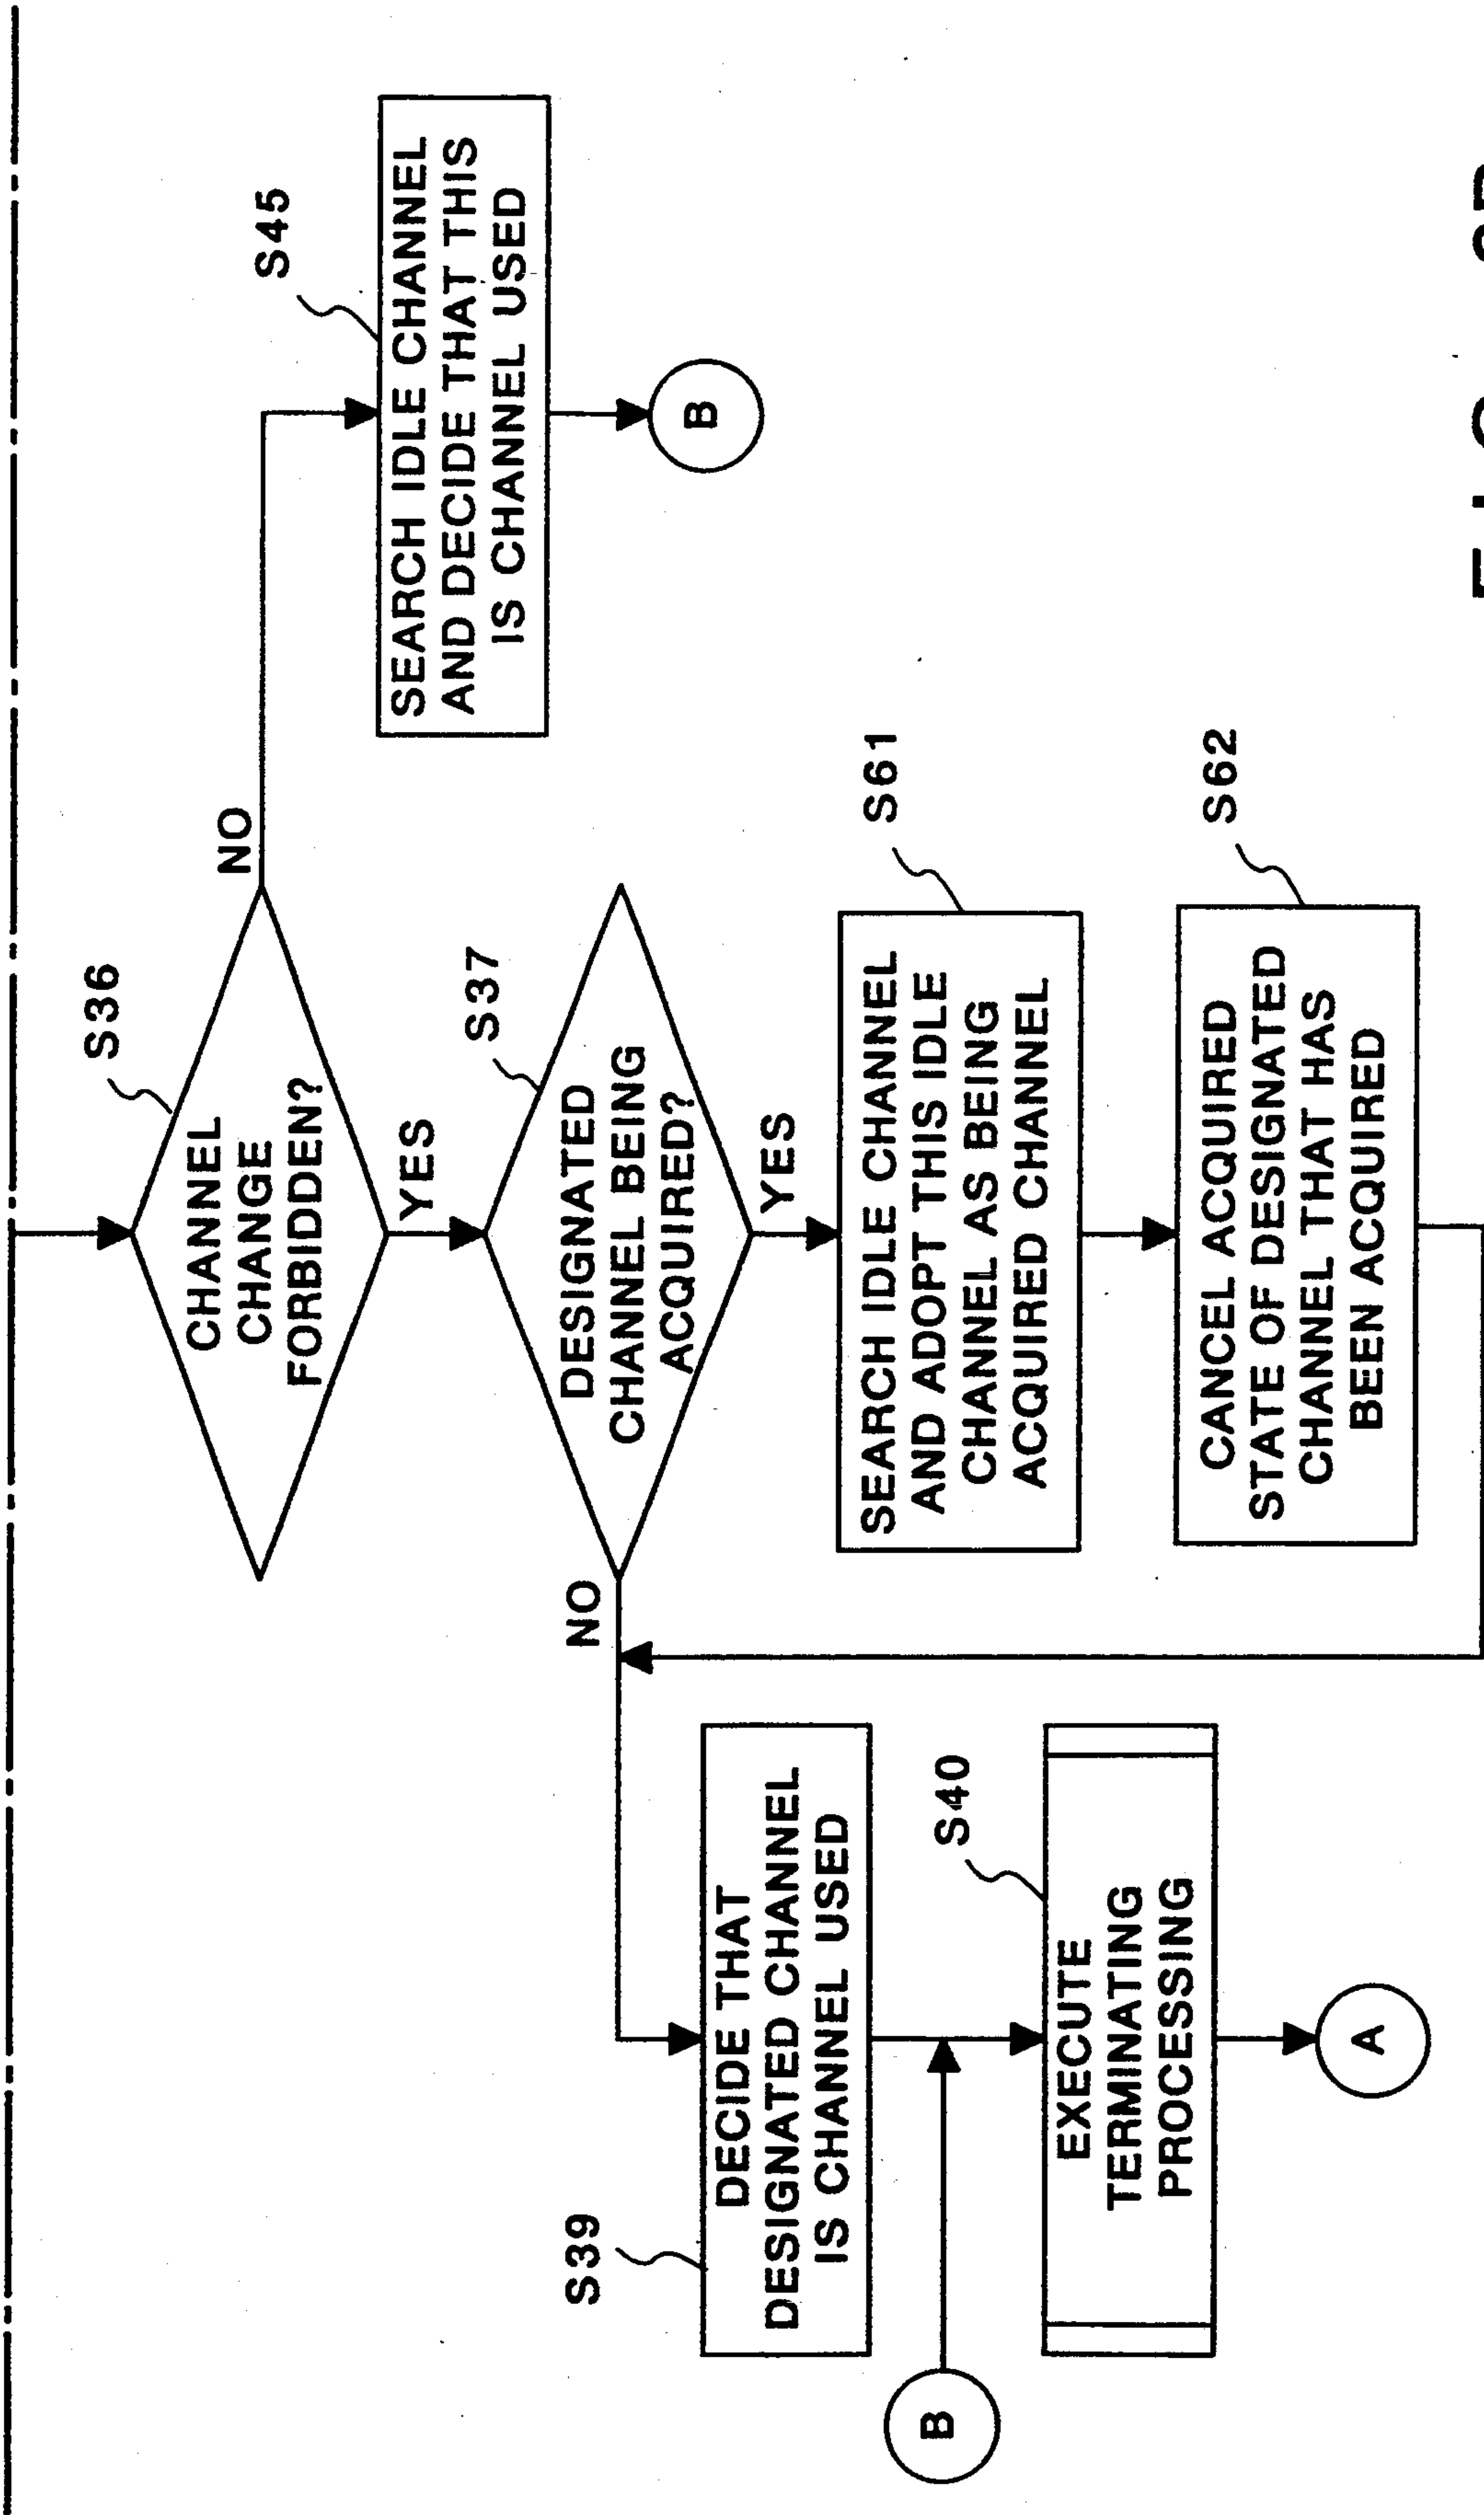 S36
CHANNEL
CHANGE
FORBIDDEN?
NO
YES
S45
SEARCH IDLE CHANNEL
AND DECIDE THAT THIS
IS CHANNEL USED
B
S37
DESIGNATED
CHANNEL BEING
ACQUIRED?
NO
YES
S61
SEARCH IDLE CHANNEL
AND ADOPT THIS IDLE
CHANNEL AS BEING
ACQUIRED CHANNEL
S62
CANCEL ACQUIRED
STATE OF DESIGNATED
CHANNEL THAT HAS
BEEN ACQUIRED
S39
DECIDE THAT
DESIGNATED CHANNEL
IS CHANNEL USED
B
S40
EXECUTE
TERMINATING
PROCESSING
A